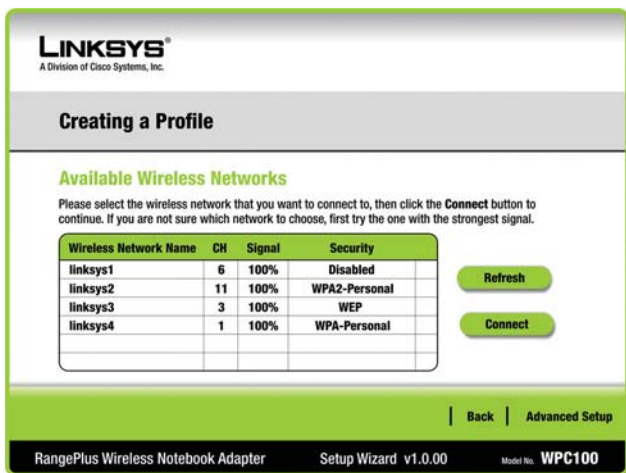 LINKSYS®
A Division of Cisco Systems, Inc.
Creating a Profile
Available Wireless Networks
Please select the wireless network that you want to connect to, then click the Connect button to
continue. If you are not sure which network to choose, first try the one with the strongest signal.
Wireless Network Name CH Signal Security
linksys1 6 100% Disabled
linksys2 11 100% WPA2-Personal
linksys3 3 100% WEP
linksys4 1 100% WPA-Personal
Refresh
Connect
Back Advanced Setup
RangePlus Wireless Notebook Adapter Setup Wizard v1.0.00 Model No. WPC100